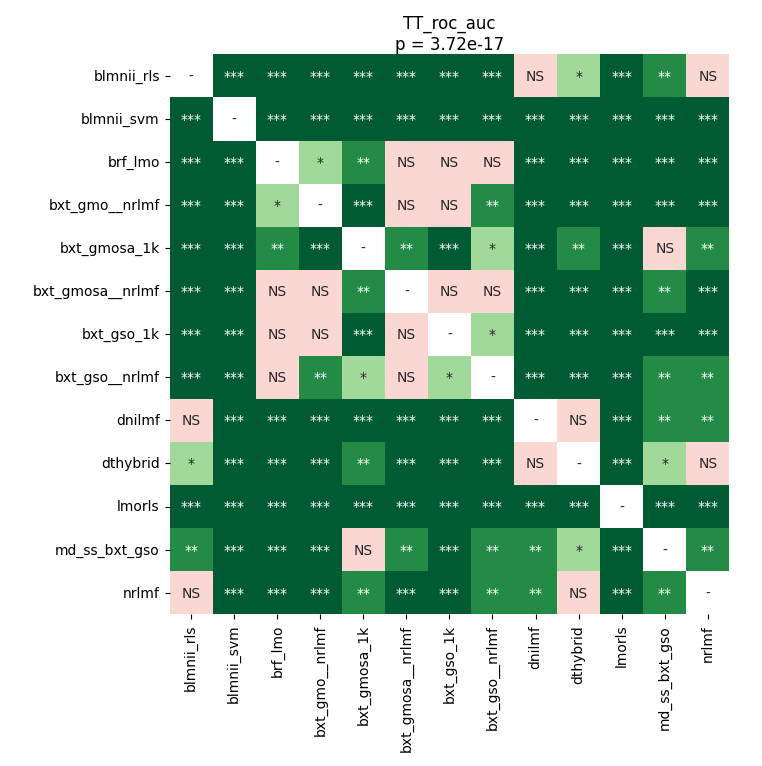 TT_roc_auc
p = 3.72e-17
blmnii_rls - *** *** *** *** *** *** *** NS * *** ** NS
blmnii_svm *** - *** *** *** *** *** *** *** *** *** *** ***
brf_lmo *** *** - * ** NS NS NS *** *** *** *** ***
bxt_gmo__nrlmf *** *** * - *** NS NS ** *** *** *** *** ***
bxt_gmosa_1k *** *** ** *** - ** *** * *** ** *** NS **
bxt_gmosa__nrlmf *** *** NS NS ** - NS NS *** *** *** ** ***
bxt_gso_1k *** *** NS NS *** NS - * *** *** *** *** ***
bxt_gso__nrlmf *** *** NS ** * NS * - *** *** *** ** **
dnilmf NS *** *** *** *** *** *** *** - NS *** ** **
dthybrid * *** *** *** ** *** *** *** NS - *** * NS
lmorls *** *** *** *** *** *** *** *** *** *** - *** ***
md_ss_bxt_gso ** *** *** *** NS ** *** ** ** * *** - **
nrlmf NS *** *** *** ** *** *** ** ** NS *** ** -
blmnii_rls
blmnii_svm
brf_lmo
bxt_gmo__nrlmf
bxt_gmosa_1k
bxt_gmosa__nrlmf
bxt_gso_1k
bxt_gso__nrlmf
dnilmf
dthybrid
lmorls
md_ss_bxt_gso
nrlmf